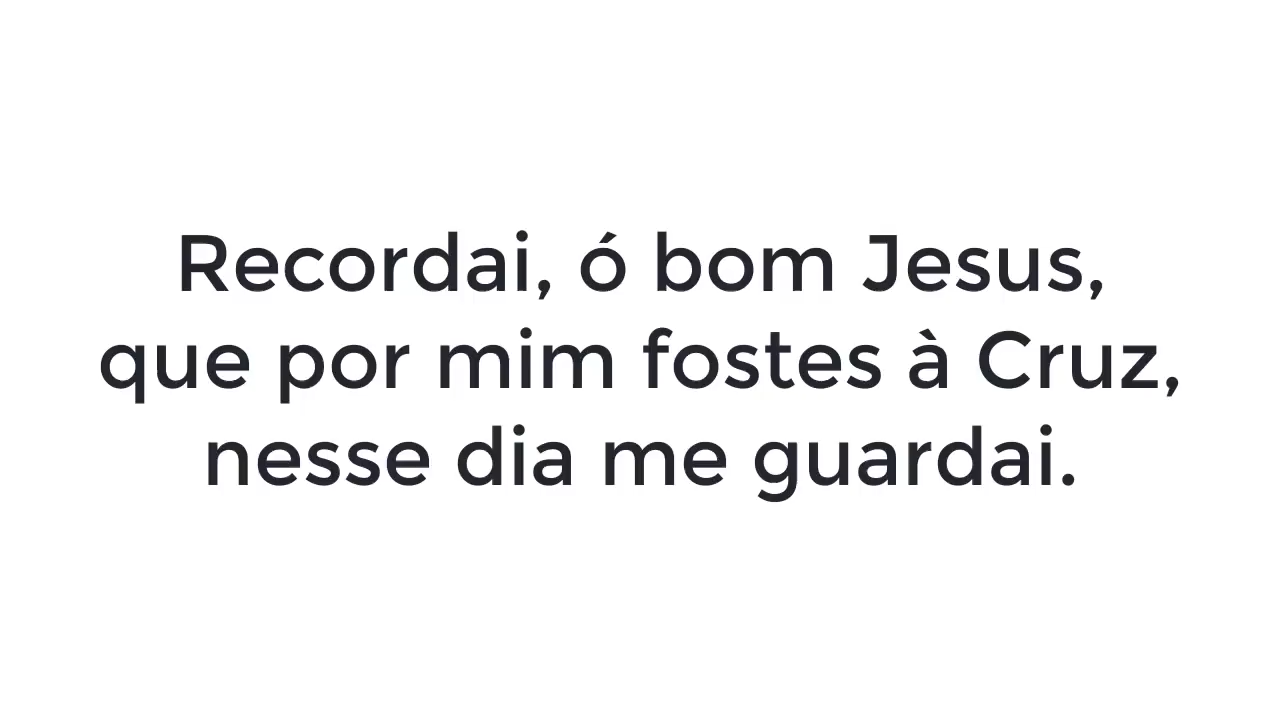 Recordai, ó bom Jesus,
que por mim fostes à Cruz,
nesse dia me guardai.